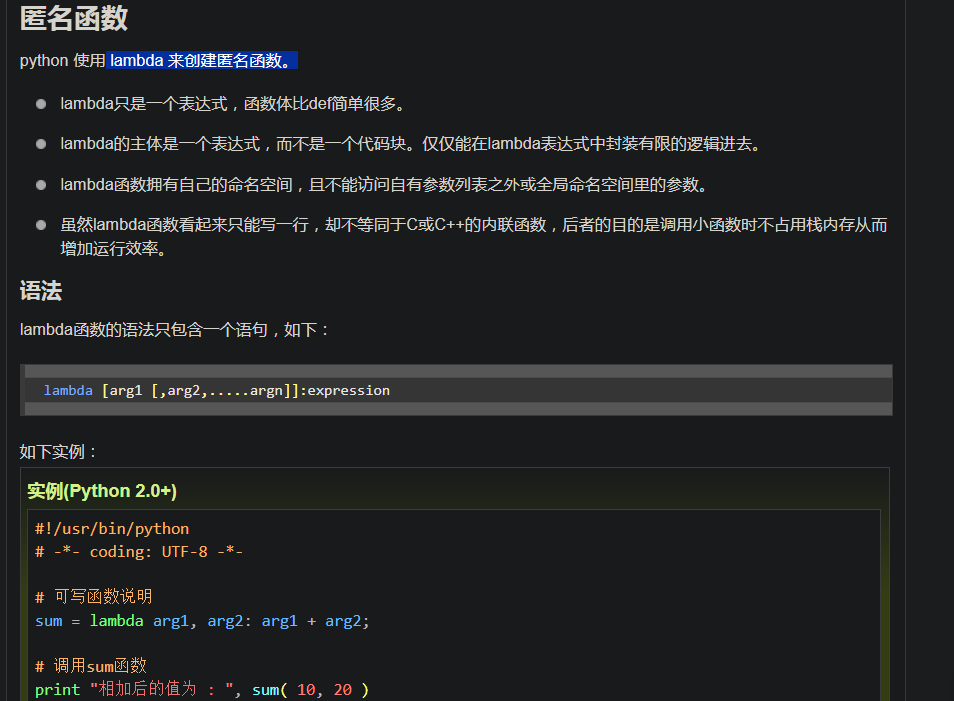 匿名函数
python 使用 lambda 来创建匿名函数。
lambda只是一个表达式，函数体比def简单很多。
lambda的主体是一个表达式，而不是一个代码块。仅仅能在lambda表达式中封装有限的逻辑进去。
lambda函数拥有自己的命名空间，且不能访问自有参数列表之外或全局命名空间里的参数。
虽然lambda函数看起来只能写一行，却不等同于C或C++的内联函数，后者的目的是调用小函数时不占用栈内存从而
增加运行效率。
语法
lambda函数的语法只包含一个语句，如下：
lambda [arg1 [,arg2,.....argn]]:expression
如下实例：
实例(Python 2.0+)
#!/usr/bin/python
# -*- coding: UTF-8 -*-
# 可写函数说明
sum = lambda arg1, arg2: arg1 + arg2;
# 调用sum函数
print "相加后的值为 : ", sum( 10, 20 )